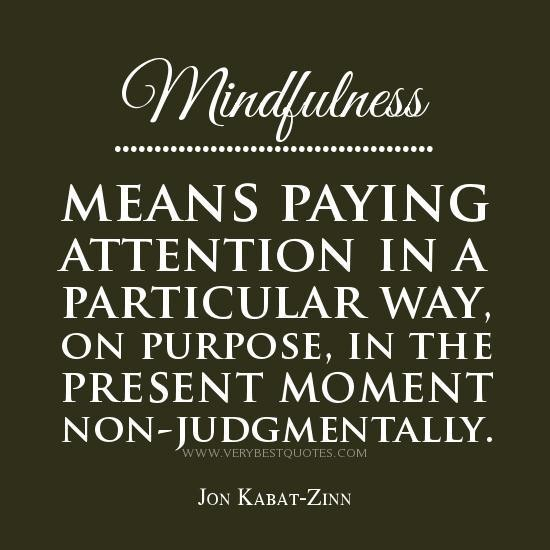 Mindfulness
MEANS PAYING
ATTENTION IN A
PARTICULAR WAY,
ON PURPOSE, IN THE
PRESENT MOMENT
NON-JUDGMENTALLY.
WWW.VERYBESTQUOTES.COM
JON KABAT-ZINN